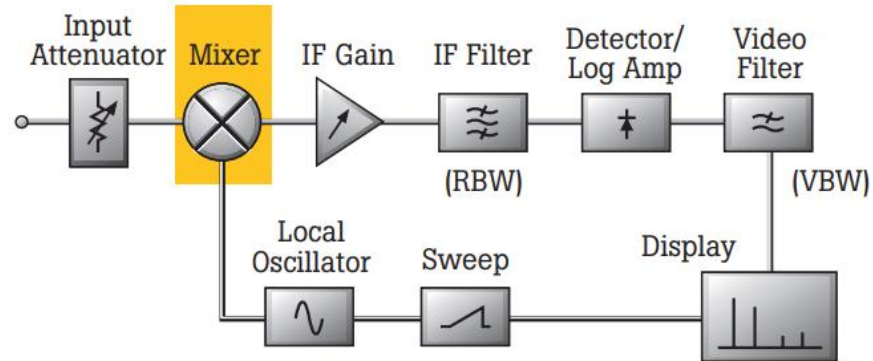 Input
Attenuator
Mixer
IF Gain
IF Filter
Detector/
Log Amp
Video
Filter
(RBW)
(VBW)
Local
Oscillator
Sweep
Display